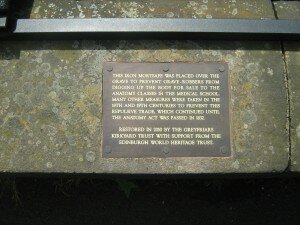 THIS IRON MORTSAFE WAS PLACED OVER THE
GRAVE TO PREVENT GRAVE-ROBBERS FROM
DIGGING UP THE BODY FOR SALE TO THE
ANATOMY CLASSES IN THE MEDICAL SCHOOL.
MANY OTHER MEASURES WERE TAKEN IN THE
18TH AND 19TH CENTURIES TO PREVENT THIS
REPULSIVE TRADE, WHICH CONTINUED UNTIL
THE ANATOMY ACT WAS PASSED IN 1832.
RESTORED IN BY THE GREYFRIARS
KIRKYARD TRUST WITH SUPPORT FROM THE
EDINBURGH WORLD HERITAGE TRUST.